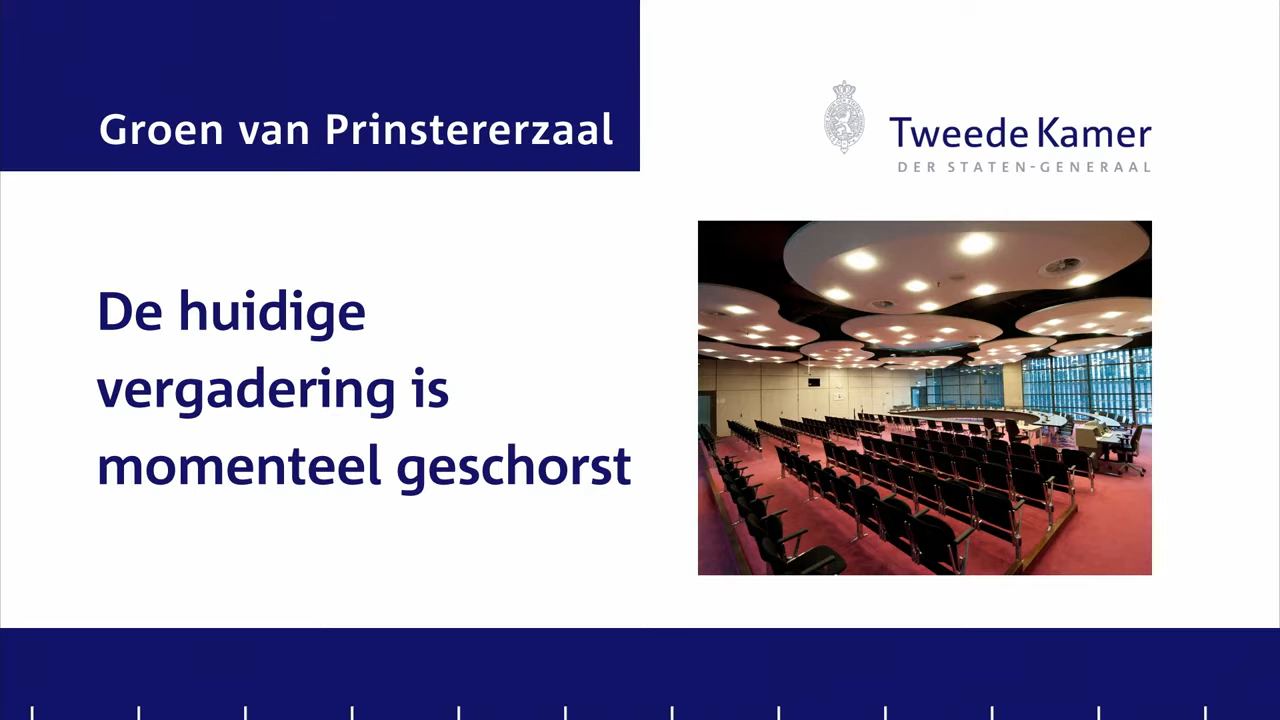 Groen van Prinstererzaal
Tweede Kamer
DER STATEN-GENERAAL
De huidige
vergadering is
momenteel geschorst